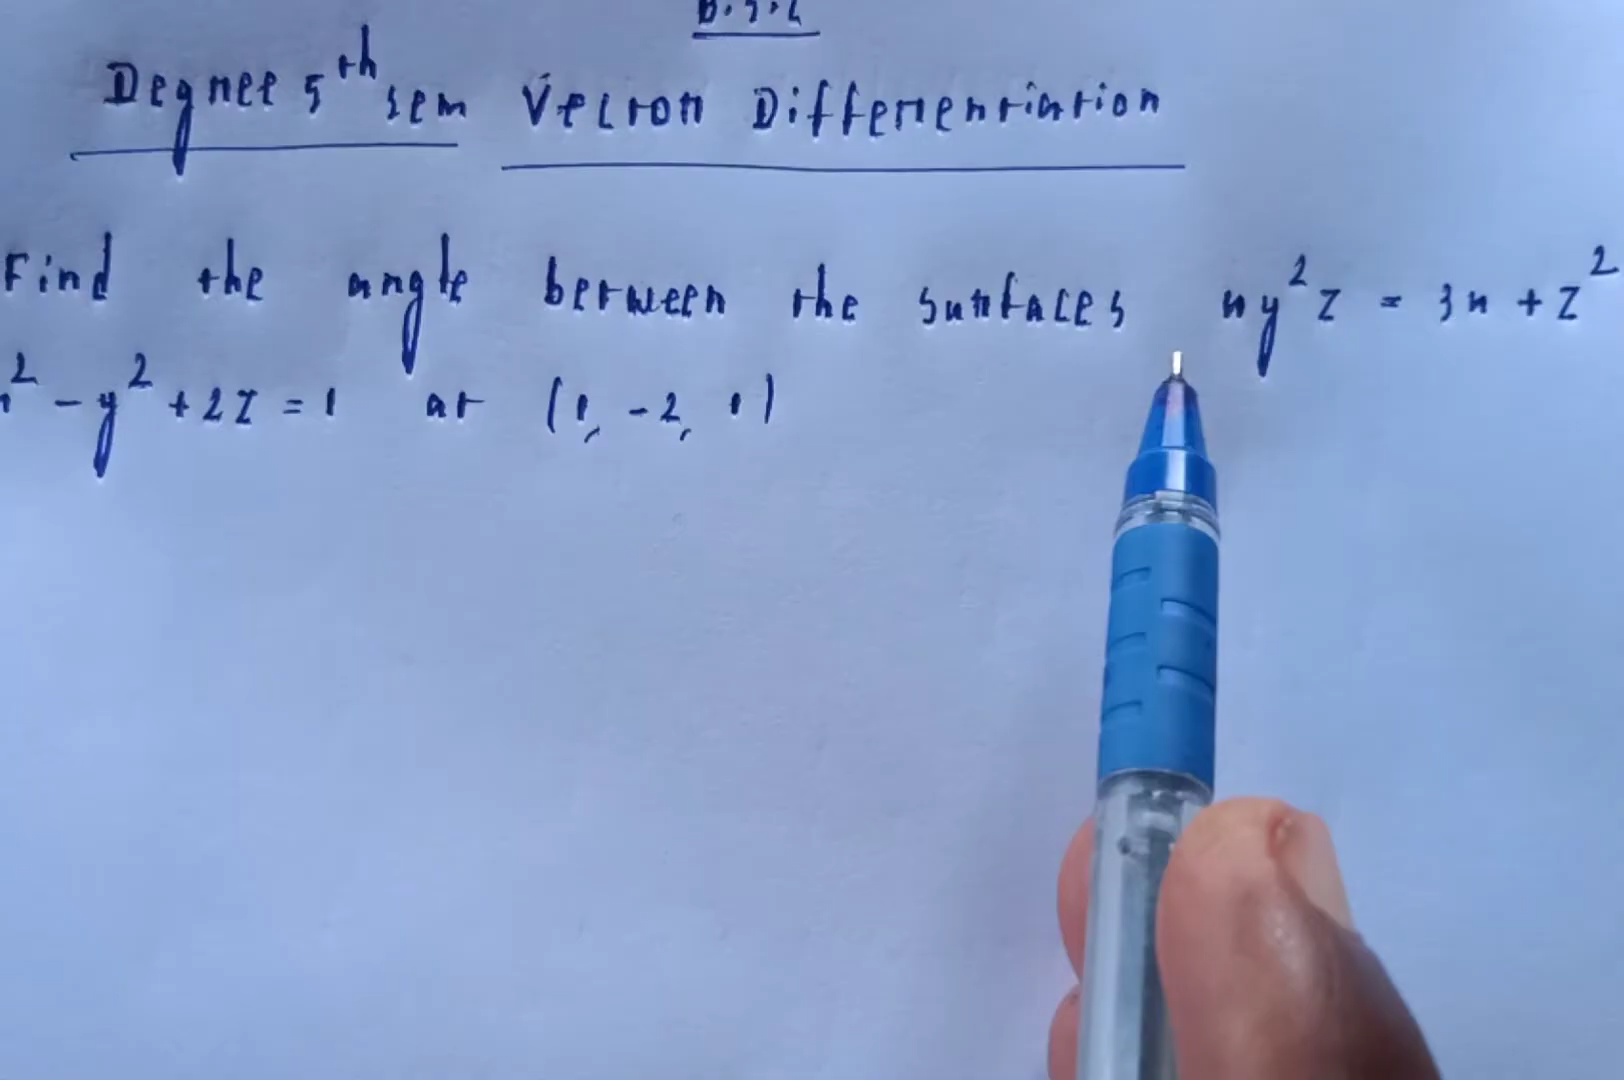 Degree 5th sem Vector Differentiation
Find the angle between the surfaces xy²z = 3x + z²
x² - y² + 2z = 1 at (1, -2, 1)